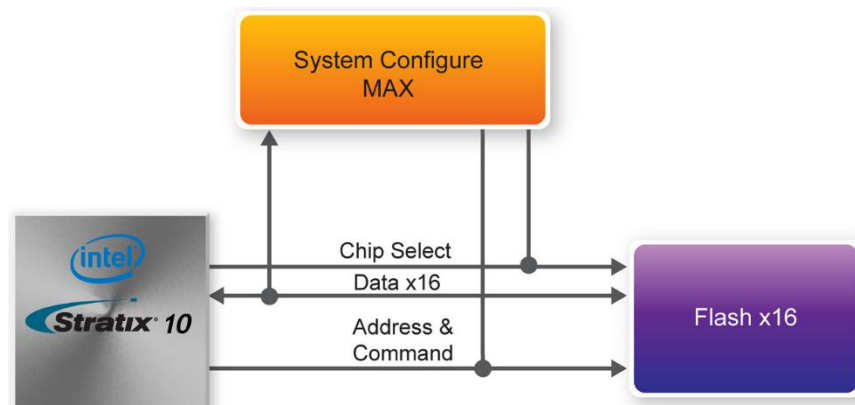 System Configure
MAX
Chip Select
Data x16
Address &
Command
intel
Stratix® 10
Flash x16